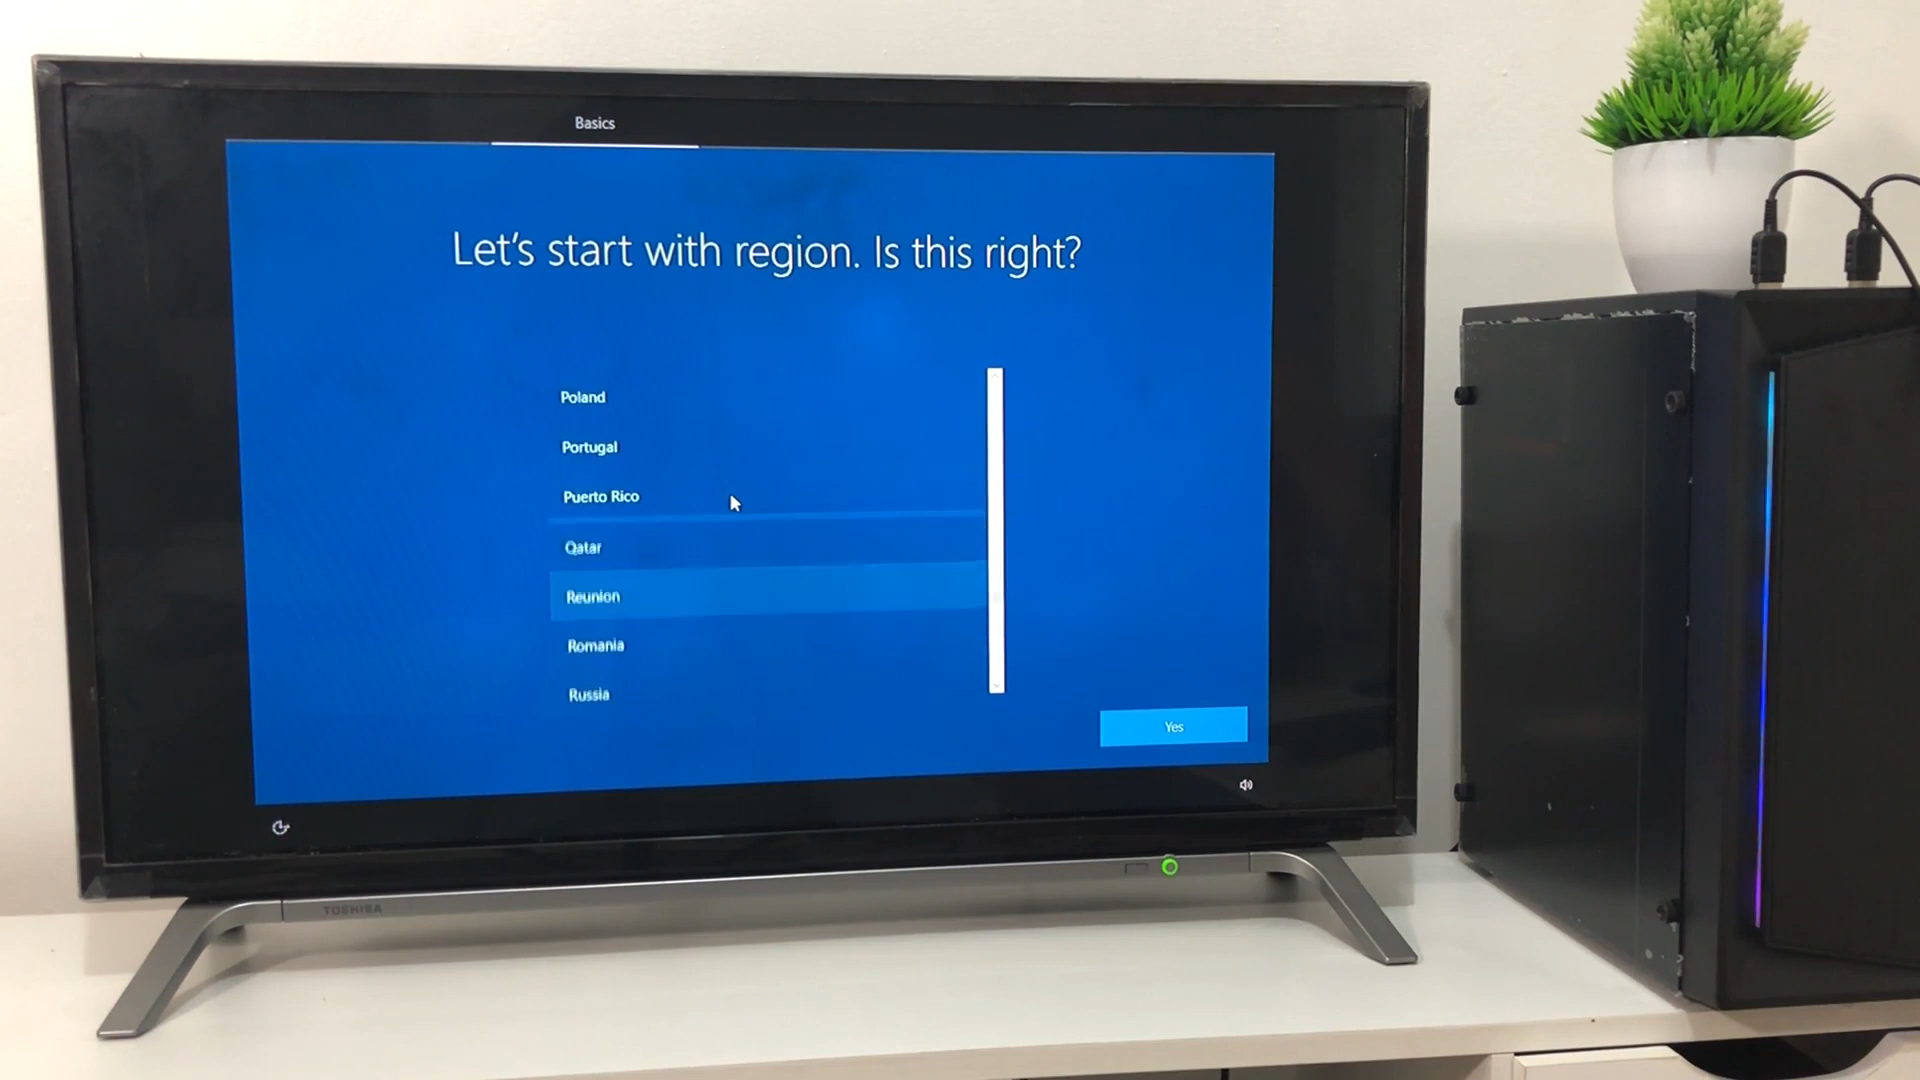 Basics
Let's start with region. Is this right?
Poland
Portugal
Puerto Rico
Qatar
Reunion
Romania
Russia
Yes
TOSHIBA